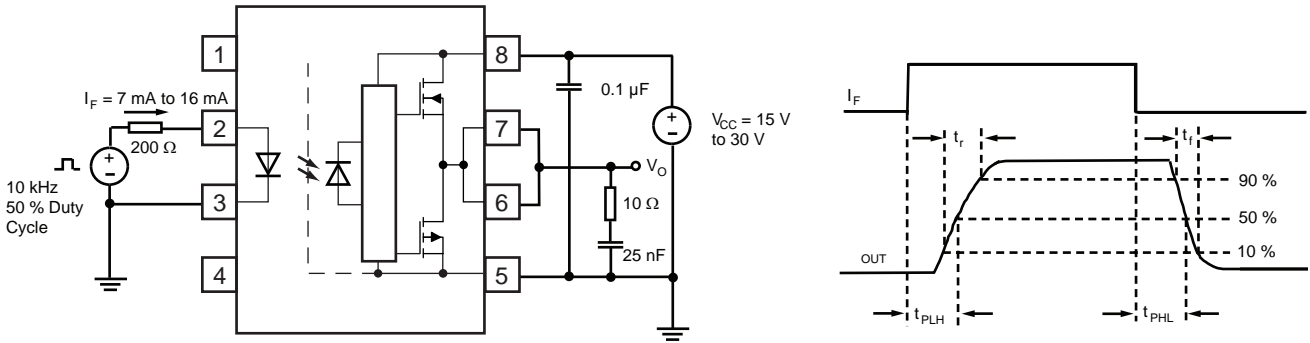 1
8
I_F = 7 mA to 16 mA
0.1 µF
+
-
V_CC = 15 V
to 30 V
2
7
200 Ω
+
-
V_O
10 kHz
50 % Duty
Cycle
3
6
10 Ω
4
5
25 nF
I_F
t_r
t_f
90 %
50 %
10 %
OUT
t_PLH
t_PHL